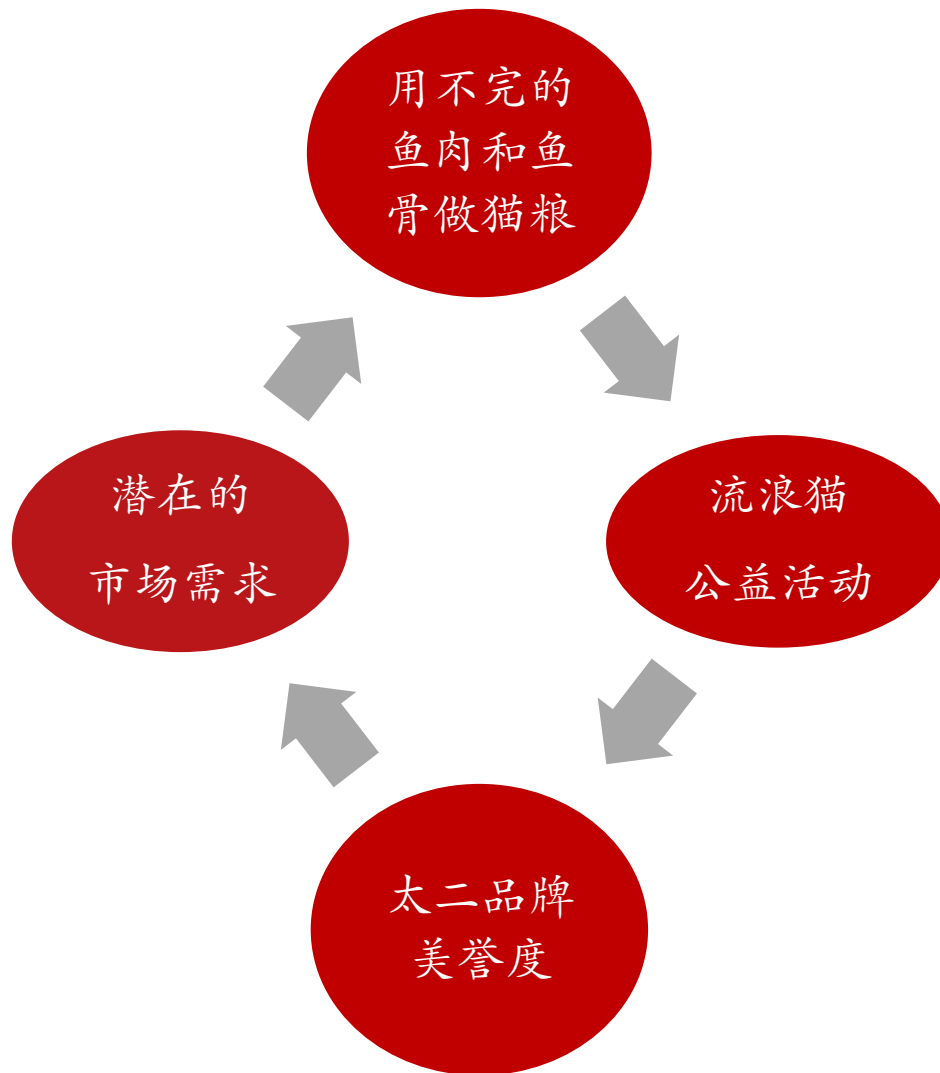 用不完的
鱼肉和鱼
骨做猫粮
潜在的
市场需求
流浪猫
公益活动
太二品牌
美誉度